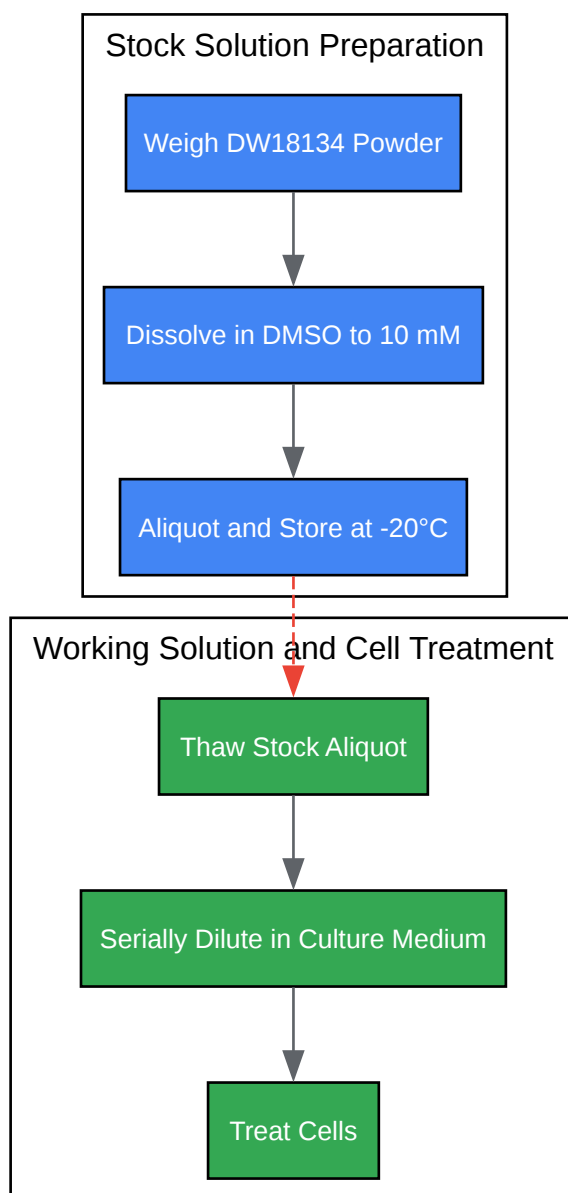 Stock Solution Preparation
Weigh DW18134 Powder
Dissolve in DMSO to 10 mM
Aliquot and Store at -20°C
Working Solution and Cell Treatment
Thaw Stock Aliquot
Serially Dilute in Culture Medium
Treat Cells